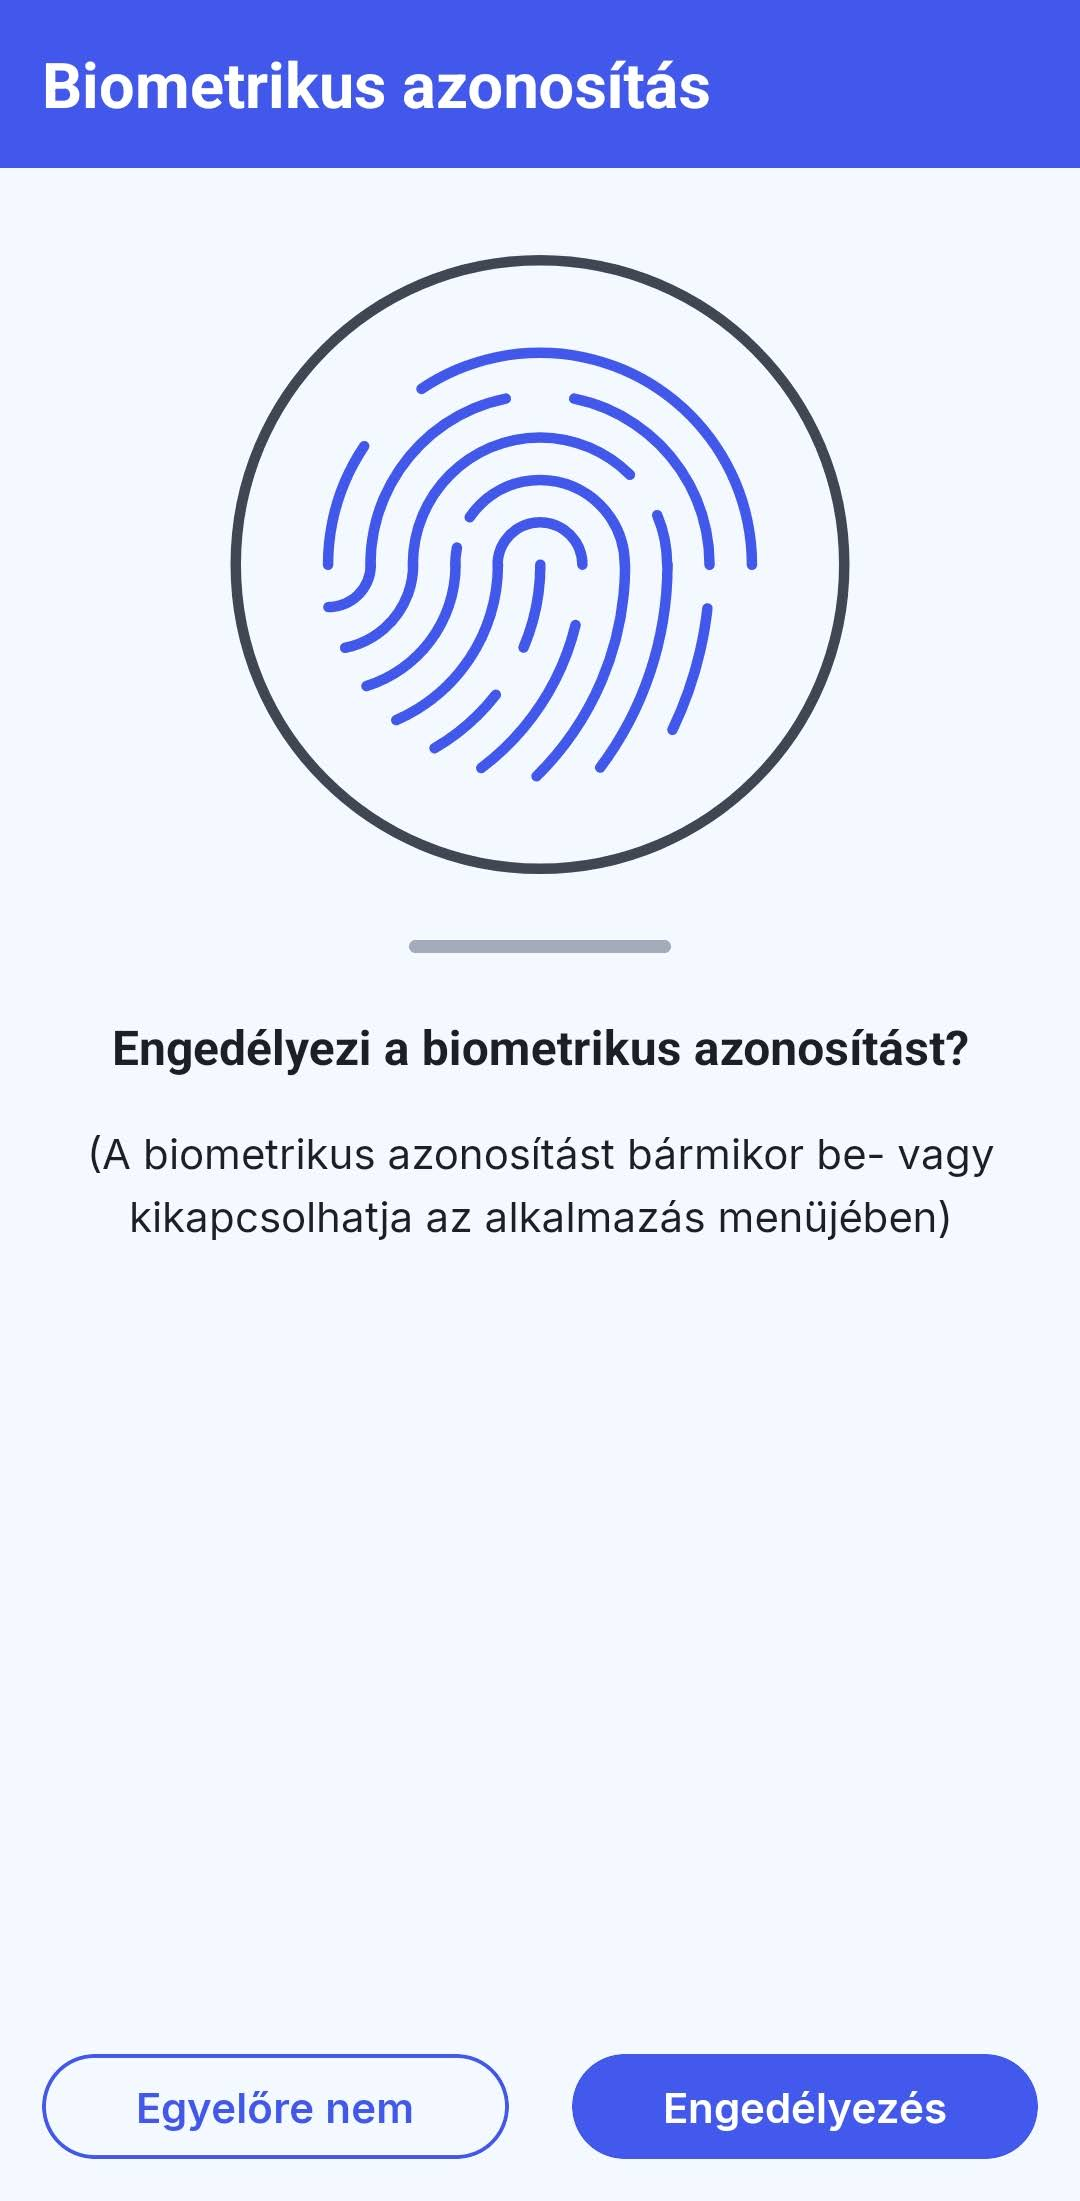 Biometrikus azonosítás
Engedélyezi a biometrikus azonosítást?
(A biometrikus azonosítást bármikor be- vagy
kikapcsolhatja az alkalmazás menüjében)
Egyelőre nem
Engedélyezés